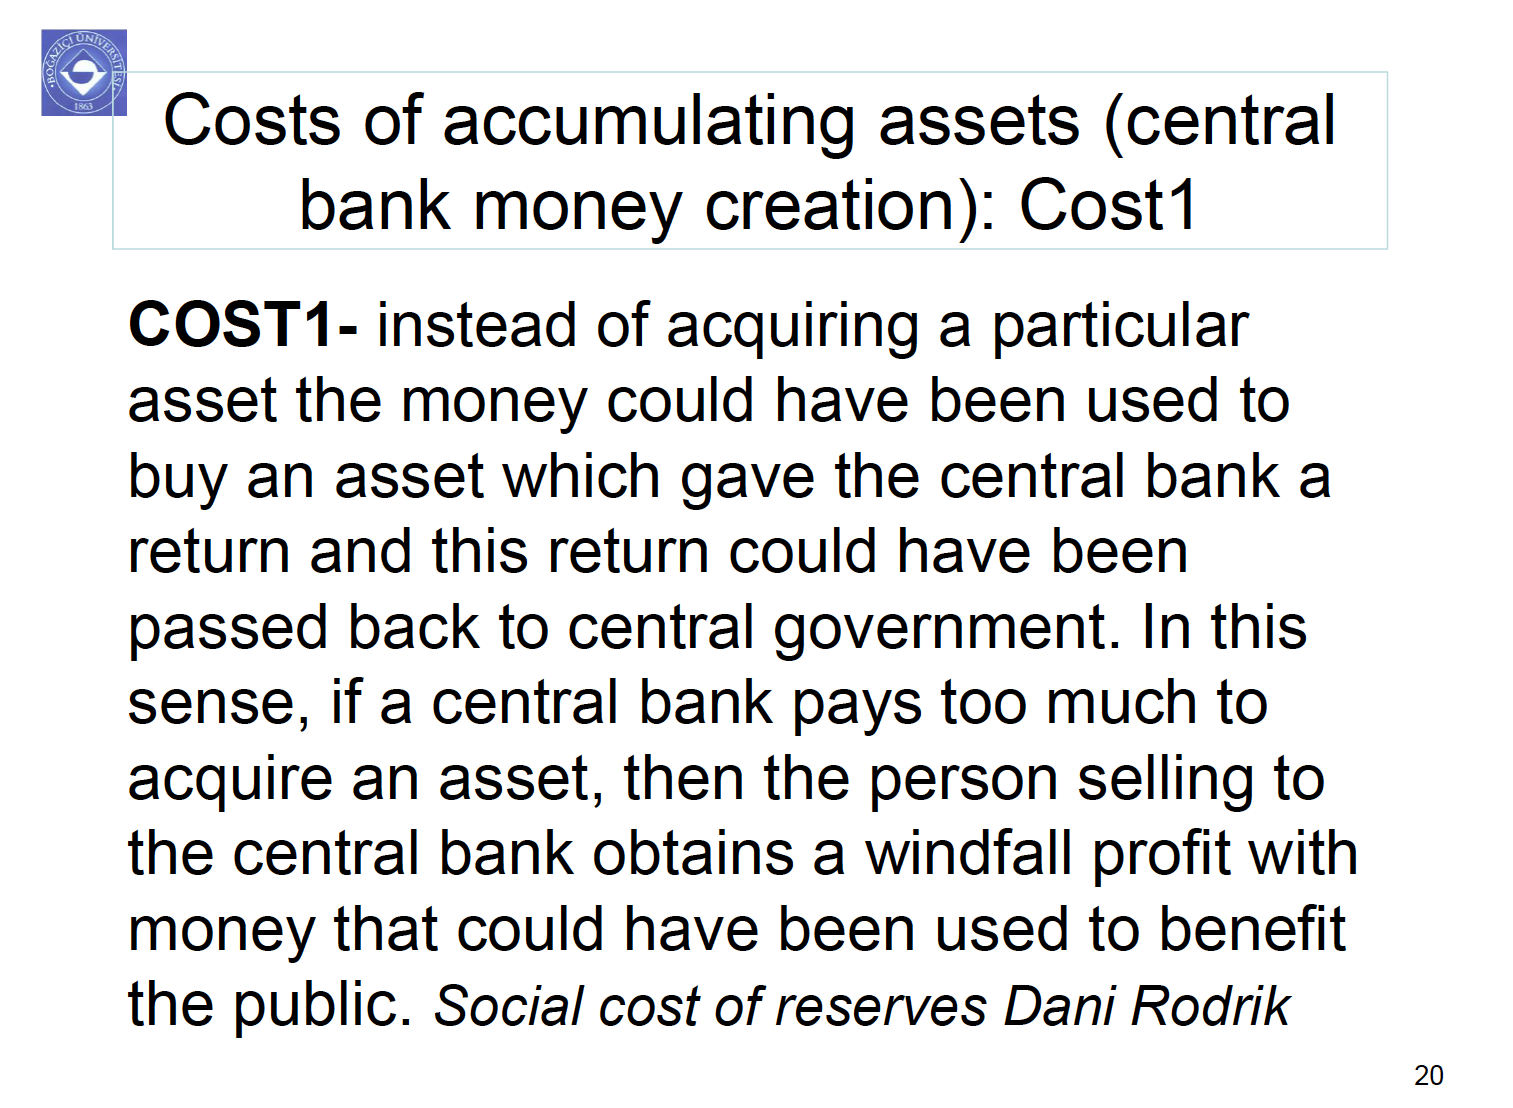 BOĞAZİÇİ ÜNİVERSİTESİ
1863
Costs of accumulating assets (central
bank money creation): Cost1
COST1- instead of acquiring a particular
asset the money could have been used to
buy an asset which gave the central bank a
return and this return could have been
passed back to central government. In this
sense, if a central bank pays too much to
acquire an asset, then the person selling to
the central bank obtains a windfall profit with
money that could have been used to benefit
the public. Social cost of reserves Dani Rodrik
20